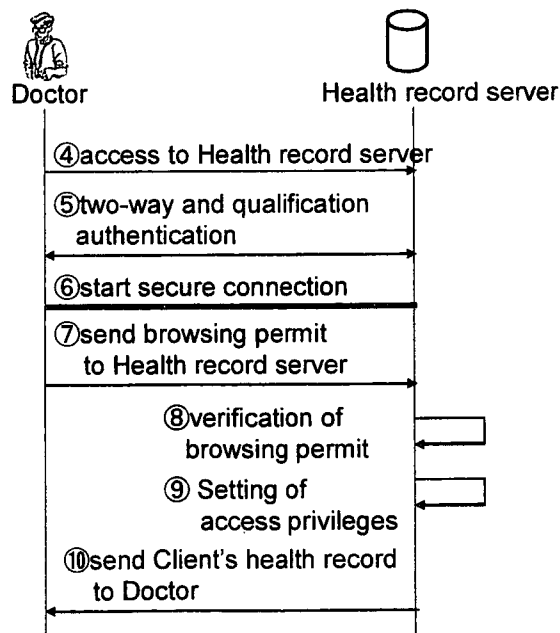 Doctor
Health record server
④access to Health record server
⑤two-way and qualification
authentication
⑥start secure connection
⑦send browsing permit
to Health record server
⑧verification of
browsing permit
⑨ Setting of
access privileges
⑩send Client's health record
to Doctor